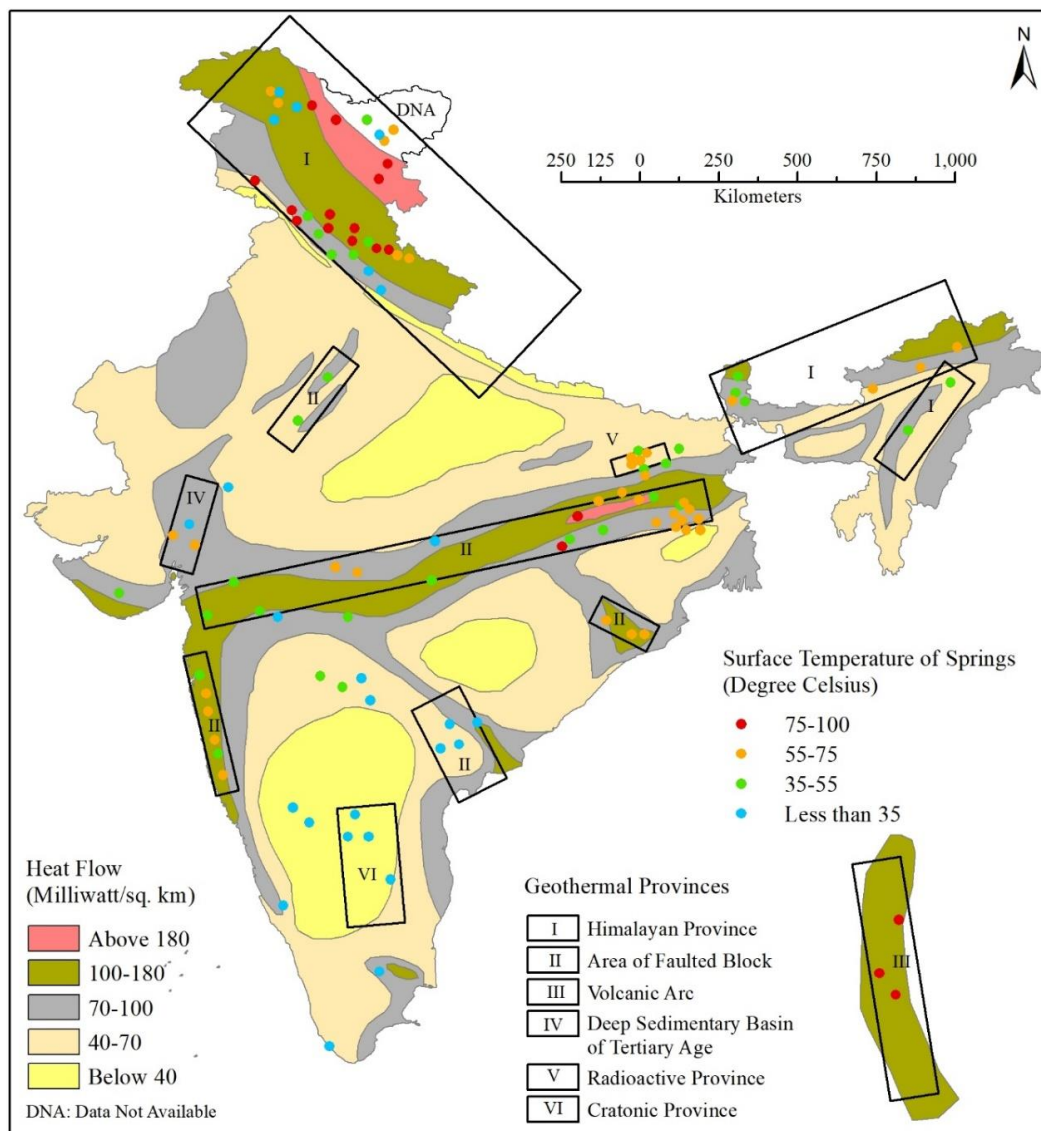 N
DNA
250 125 0 250 500 750 1,000
Kilometers
I
I
I
II
V
IV
II
II
II
II
VI
III
Surface Temperature of Springs
(Degree Celsius)
75-100
55-75
35-55
Less than 35
Heat Flow
(Milliwatt/sq. km)
Above 180
100-180
70-100
40-70
Below 40
DNA: Data Not Available
Geothermal Provinces
I Himalayan Province
II Area of Faulted Block
III Volcanic Arc
IV Deep Sedimentary Basin
of Tertiary Age
V Radioactive Province
VI Cratonic Province